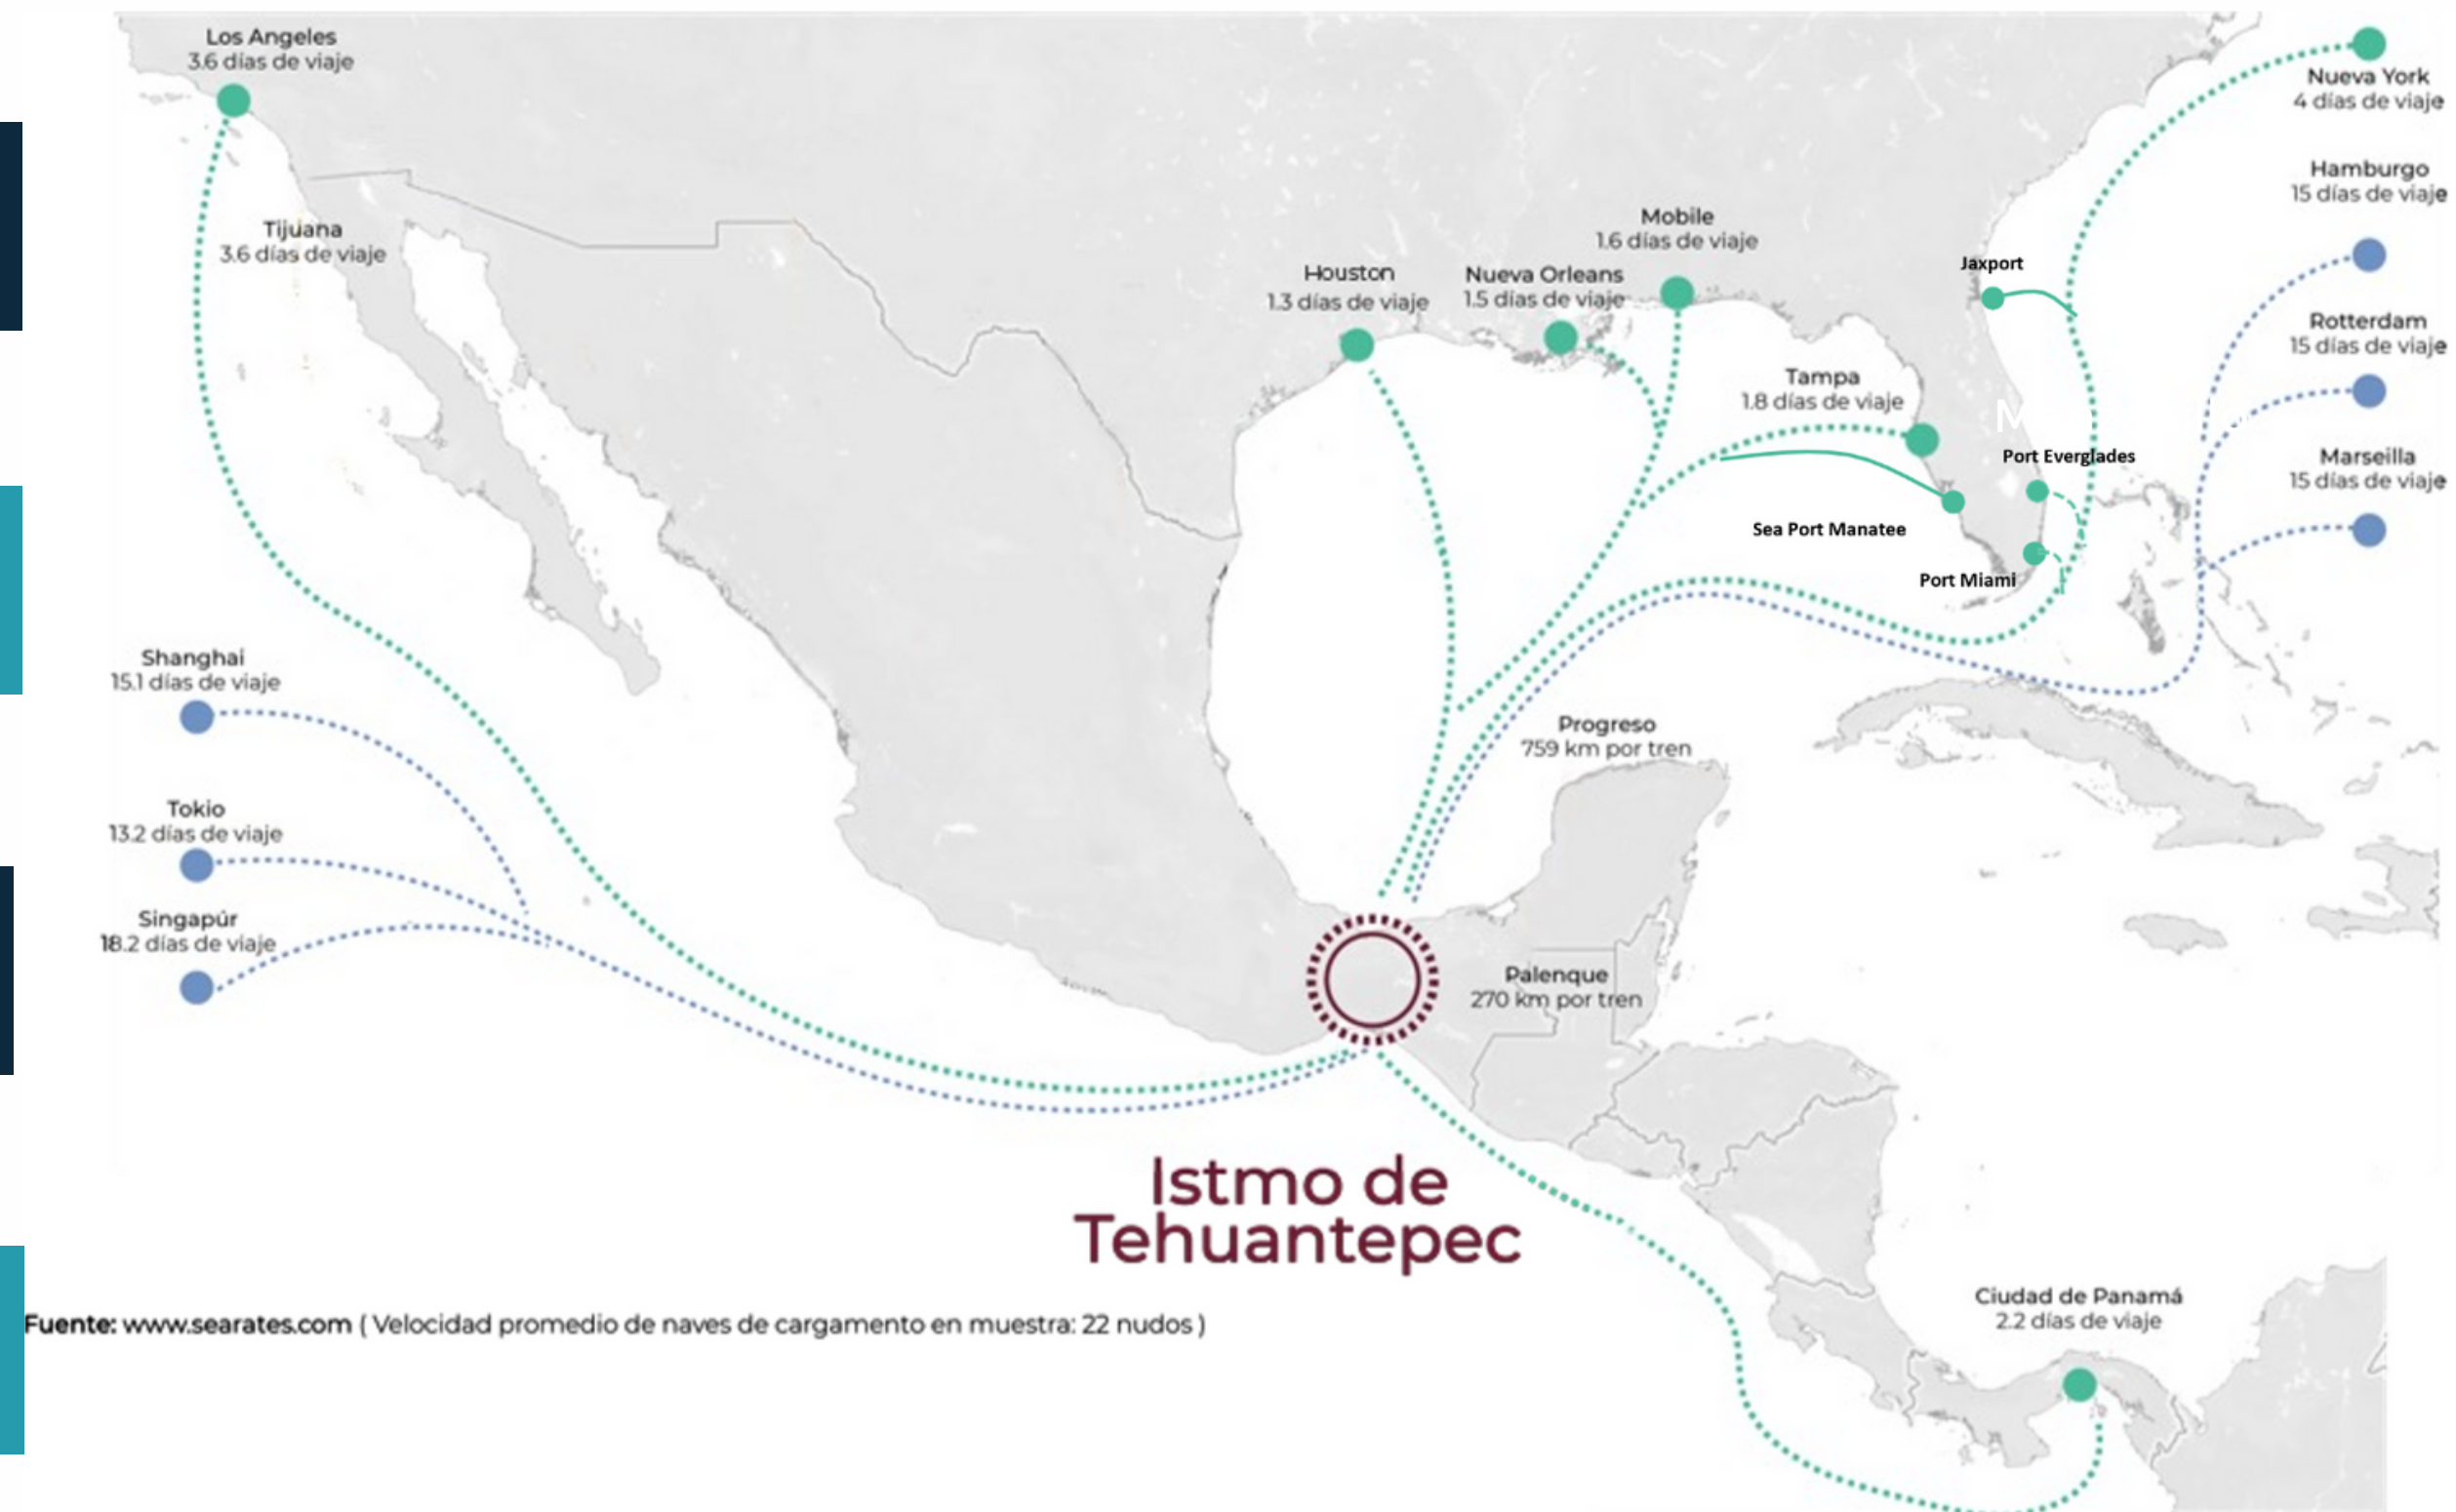 Los Angeles
3.6 días de viaje
Nueva York
4 días de viaje
Hamburgo
15 días de viaje
Tijuana
3.6 días de viaje
Mobile
1.6 días de viaje
Houston
1.3 días de viaje
Nueva Orleans
1.5 días de viaje
Jaxport
Rotterdam
15 días de viaje
Tampa
1.8 días de viaje
M
Port Everglades
Marseilla
15 días de viaje
Sea Port Manatee
Port Miami
Shanghai
15.1 días de viaje
Progreso
759 km por tren
Tokio
13.2 días de viaje
Singapúr
18.2 días de viaje
Palenque
270 km por tren
Istmo de
Tehuantepec
Ciudad de Panamá
2.2 días de viaje
Fuente: www.searates.com ( Velocidad promedio de naves de cargamento en muestra: 22 nudos )